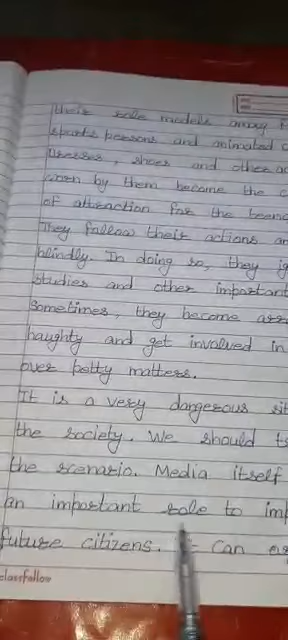 their role models among
sports persons and animated
Dresses, shoes and other
worn by them become the
of attraction for the
They follow their actions
blindly. In doing so, they
studies and other important
Sometimes, they become
haughty and get involved in
over petty matters.
It is a very dangerous
the society. We should
the scenario. Media itself
an important role to
future citizens. It can
classfellow